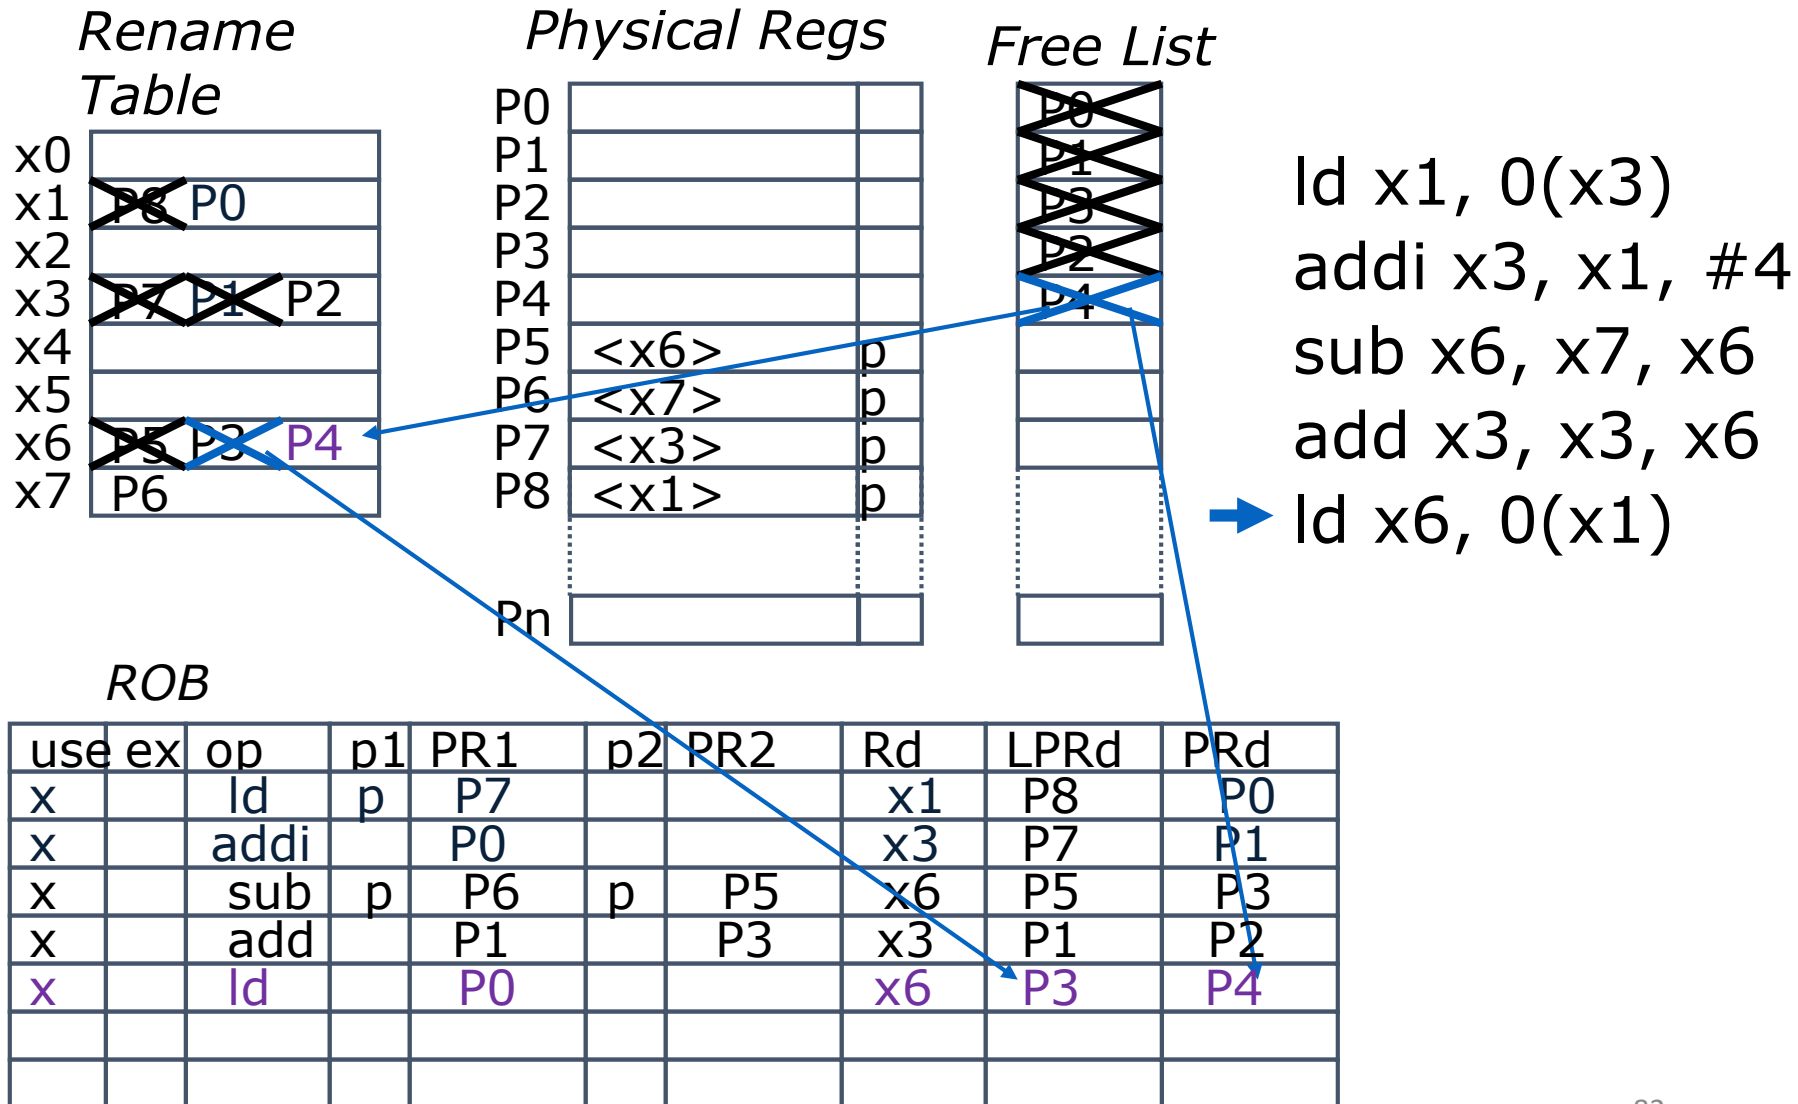 Rename
Table
x0
x1 P8 P0
x2
x3 P7 P1 P2
x4
x5
x6 P5 P3 P4
x7 P6
Physical Regs
P0
P1
P2
P3
P4
P5 <x6> p
P6 <x7> p
P7 <x3> p
P8 <x1> p
Pn
Free List
P0
P1
P3
P2
P4
ld x1, 0(x3)
addi x3, x1, #4
sub x6, x7, x6
add x3, x3, x6
ld x6, 0(x1)
ROB
use ex op p1 PR1 p2 PR2 Rd LPRd PRd
x ld p P7 x1 P8 P0
x addi P0 x3 P7 P1
x sub p P6 p P5 x6 P5 P3
x add P1 P3 x3 P1 P2
x ld P0 x6 P3 P4